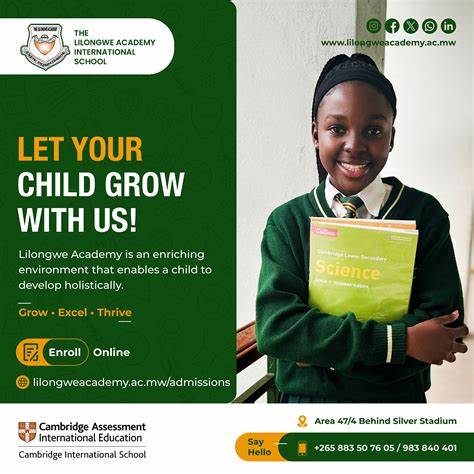 THE
LILONGWE ACADEMY
INTERNATIONAL
SCHOOL
www.lilongweacademy.ac.mw
LET YOUR
CHILD GROW
WITH US!
Lilongwe Academy is an enriching
environment that enables a child to
develop holistically.
Grow • Excel • Thrive
Enroll Online
lilongweacademy.ac.mw/admissions
Collins
Cambridge Lower Secondary
Science
Cambridge Assessment
International Education
Cambridge International School
Area 47/4 Behind Silver Stadium
Say
Hello
+265 883 50 76 05 / 983 840 401